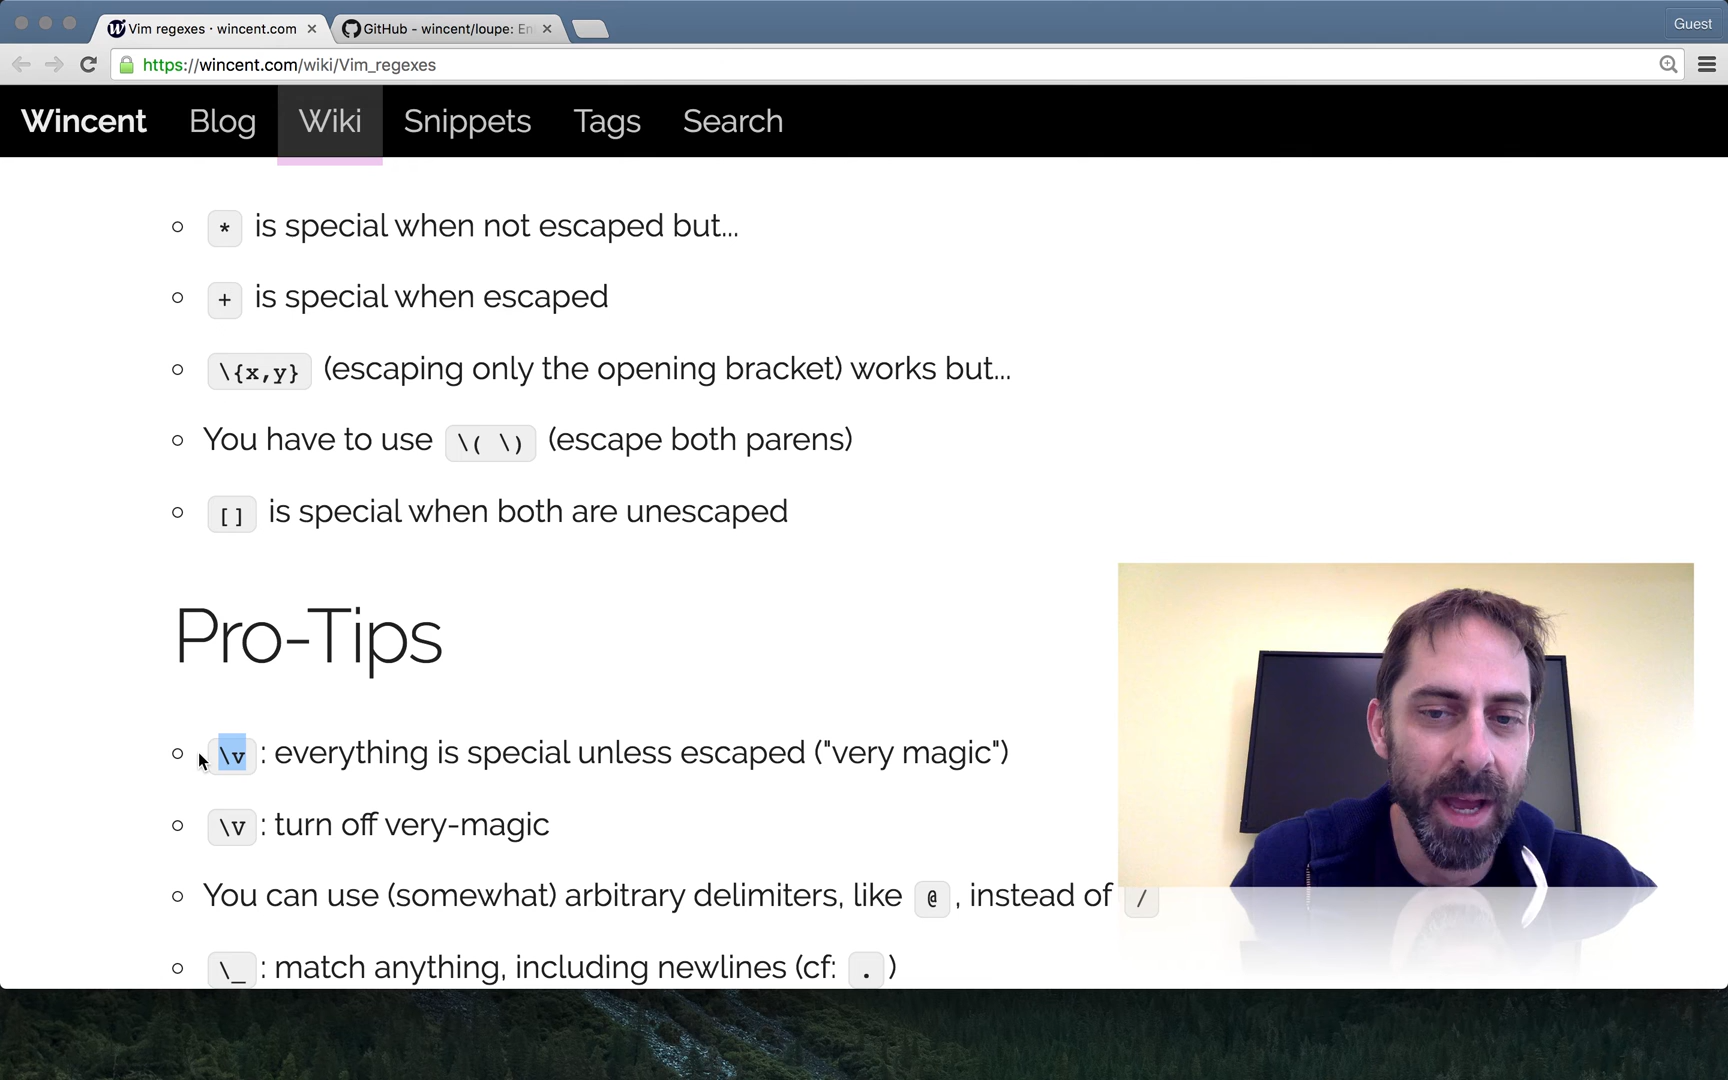 Vim regexes · wincent.com
GitHub - wincent/loupe: En
Guest
https://wincent.com/wiki/Vim_regexes
Wincent Blog Wiki Snippets Tags Search
* is special when not escaped but...
+ is special when escaped
\{x,y} (escaping only the opening bracket) works but...
You have to use \( \) (escape both parens)
[] is special when both are unescaped
Pro-Tips
\v : everything is special unless escaped ("very magic")
\v : turn off very-magic
You can use (somewhat) arbitrary delimiters, like @ , instead of /
\_ : match anything, including newlines (cf: . )